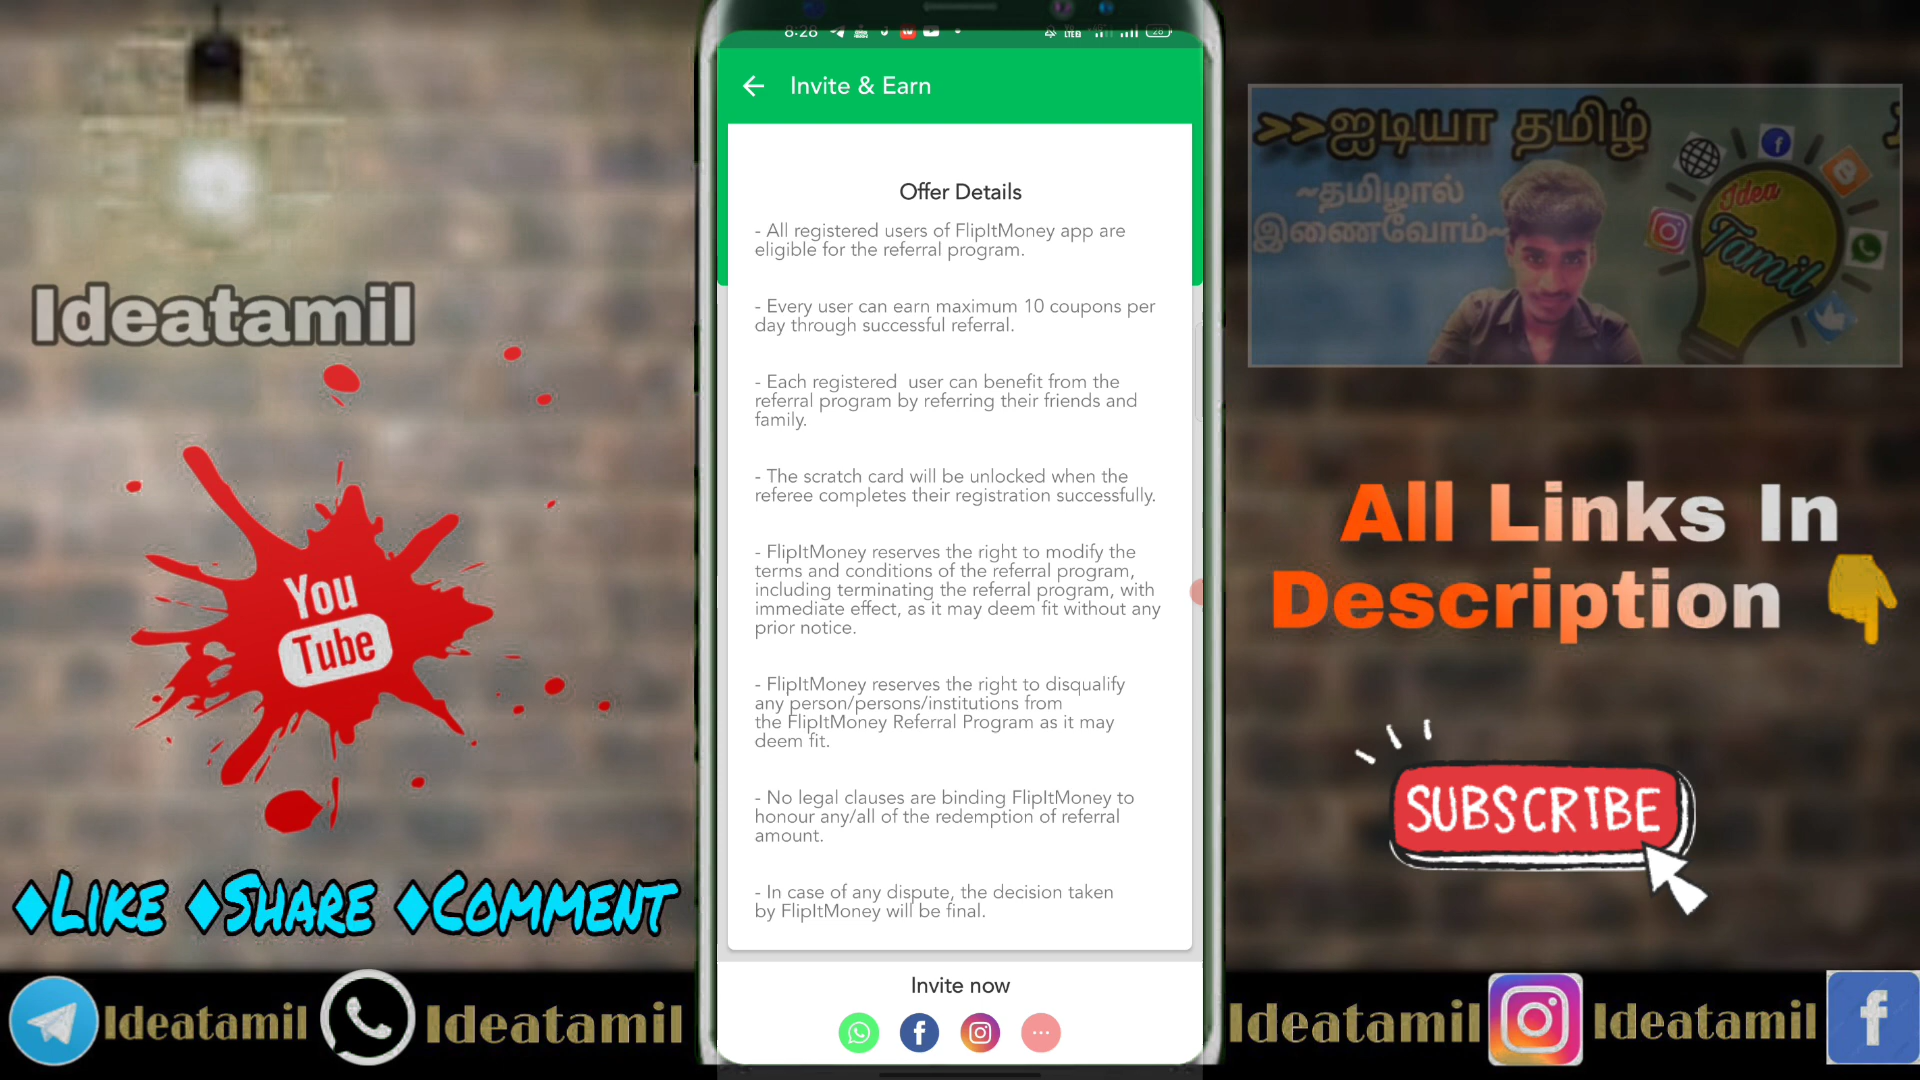 Ideatamil
You
Tube
♦Like ♦Share ♦Comment
Ideatamil
Ideatamil
8:28
26
Invite & Earn
Offer Details
- All registered users of FlipItMoney app are
eligible for the referral program.
- Every user can earn maximum 10 coupons per
day through successful referral.
- Each registered  user can benefit from the
referral program by referring their friends and
family.
- The scratch card will be unlocked when the
referee completes their registration successfully.
- FlipItMoney reserves the right to modify the
terms and conditions of the referral program,
including terminating the referral program, with
immediate effect, as it may deem fit without any
prior notice.
- FlipItMoney reserves the right to disqualify
any person/persons/institutions from
the FlipItMoney Referral Program as it may
deem fit.
- No legal clauses are binding FlipItMoney to
honour any/all of the redemption of referral
amount.
- In case of any dispute, the decision taken
by FlipItMoney will be final.
Invite now
>>ஐடியா தமிழ்
~தமிழால்
இணைவோம்~
Idea
Tamil
All Links In
Description 👇
SUBSCRIBE
Ideatamil
Ideatamil